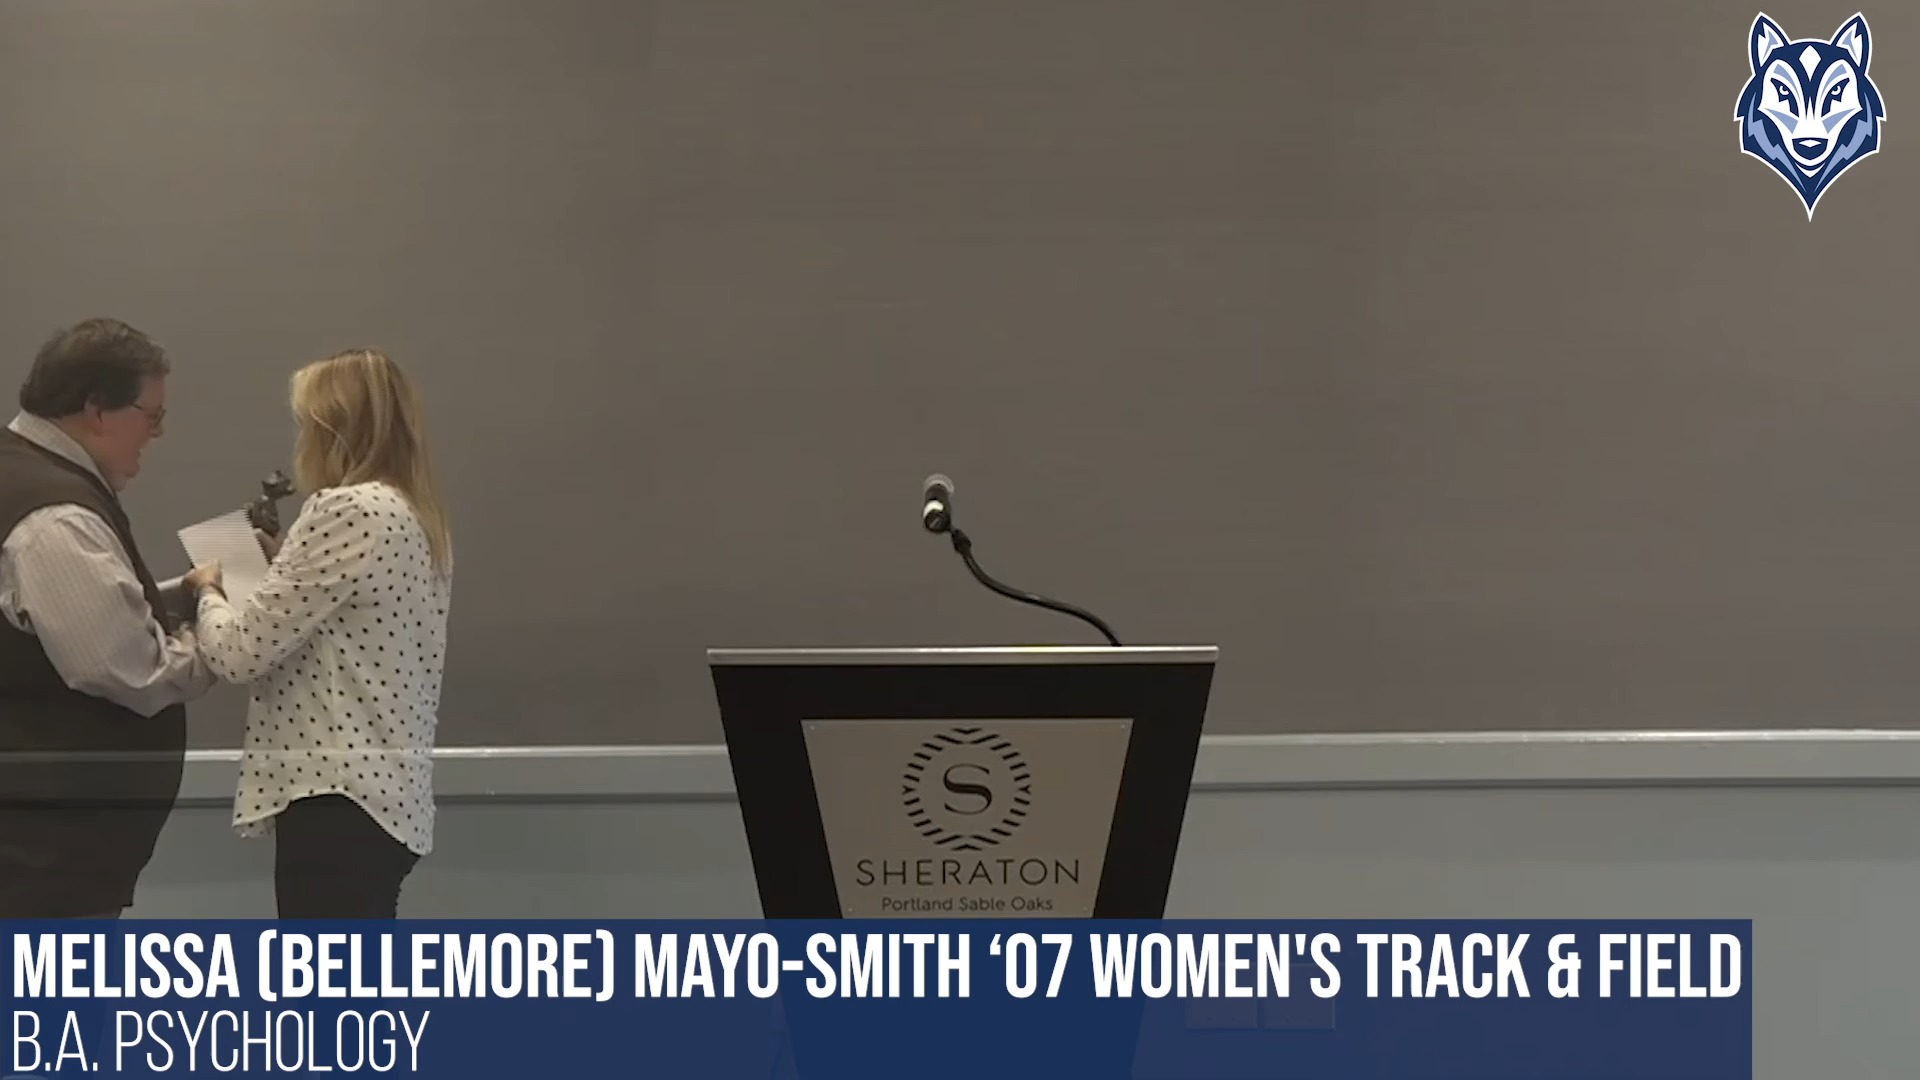 S
SHERATON
Portland Sable Oaks
MELISSA (BELLEMORE) MAYO-SMITH ‘07 WOMEN'S TRACK & FIELD
B.A. PSYCHOLOGY